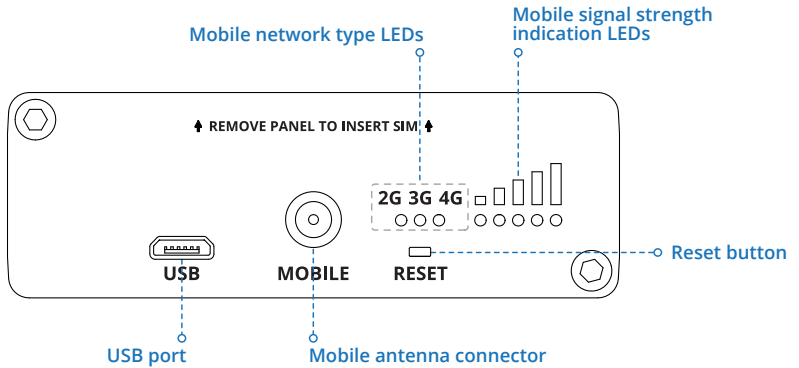 Mobile network type LEDs
Mobile signal strength
indication LEDs
REMOVE PANEL TO INSERT SIM
2G 3G 4G
USB
MOBILE
RESET
Reset button
USB port
Mobile antenna connector